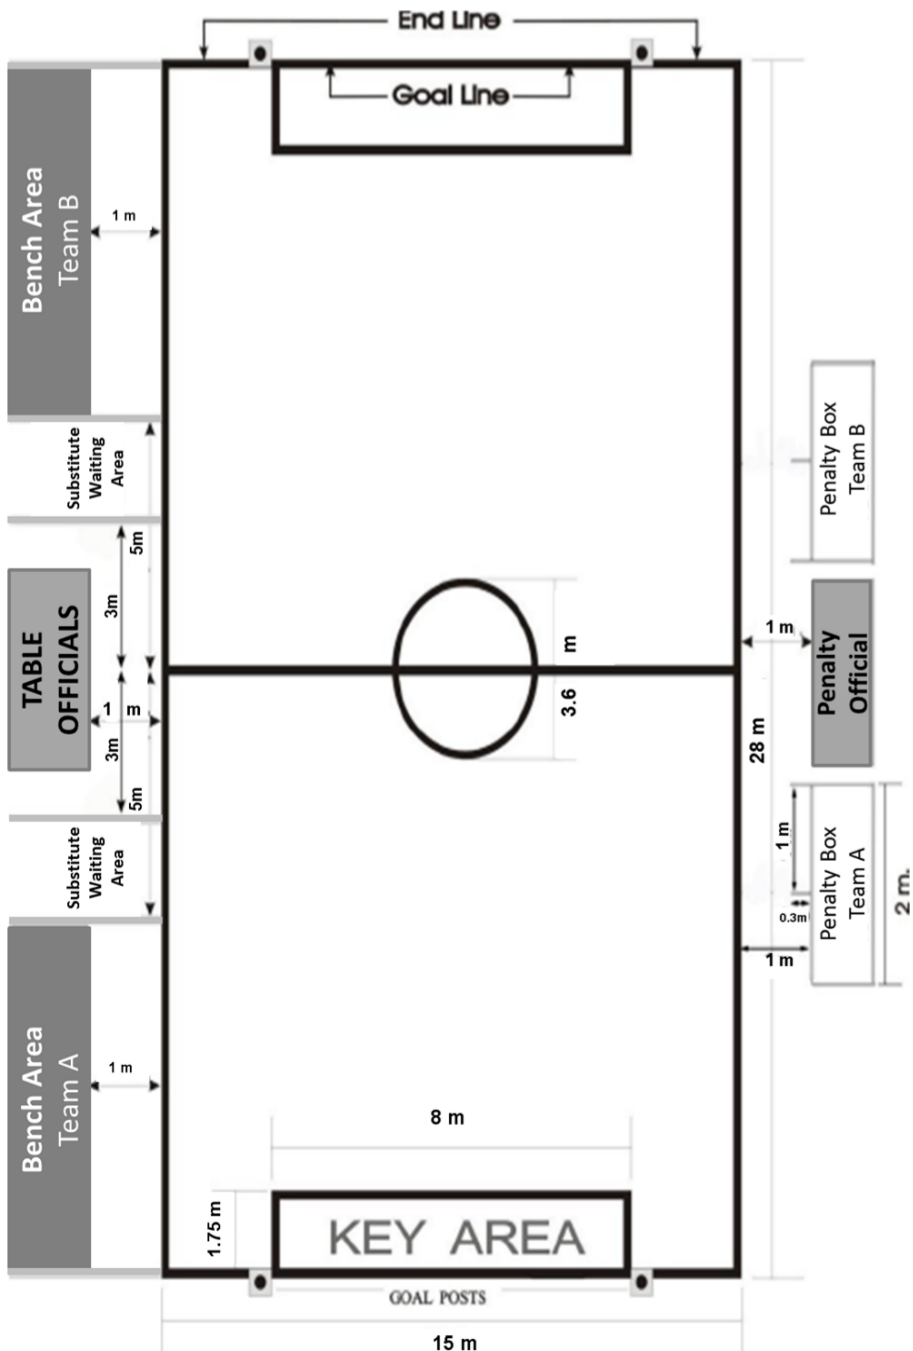 End Line
Goal Line
Bench Area
Team B
1 m
Substitute
Waiting
Area
Penalty Box
Team B
5m
3m
TABLE
OFFICIALS
m
3.6
1 m
Penalty
Official
1 m
3m
28 m
5m
Substitute
Waiting
Area
1 m
Penalty Box
Team A
2 m.
0.3m
1 m
Bench Area
Team A
1 m
8 m
1.75 m
KEY AREA
GOAL POSTS
15 m